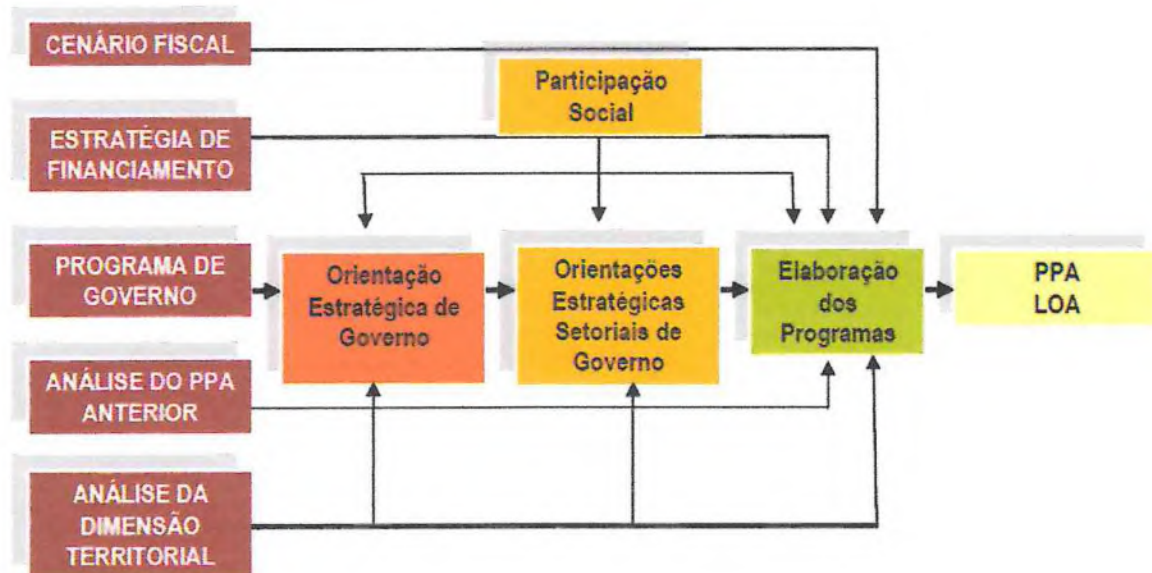 CENÁRIO FISCAL
Participação
Social
ESTRATÉGIA DE
FINANCIAMENTO
PROGRAMA DE
GOVERNO
Orientação
Estratégica de
Governo
Orientações
Estratégicas
Setoriais de
Governo
Elaboração
dos
Programas
PPA
LOA
ANÁLISE DO PPA
ANTERIOR
ANÁLISE DA
DIMENSÃO
TERRITORIAL